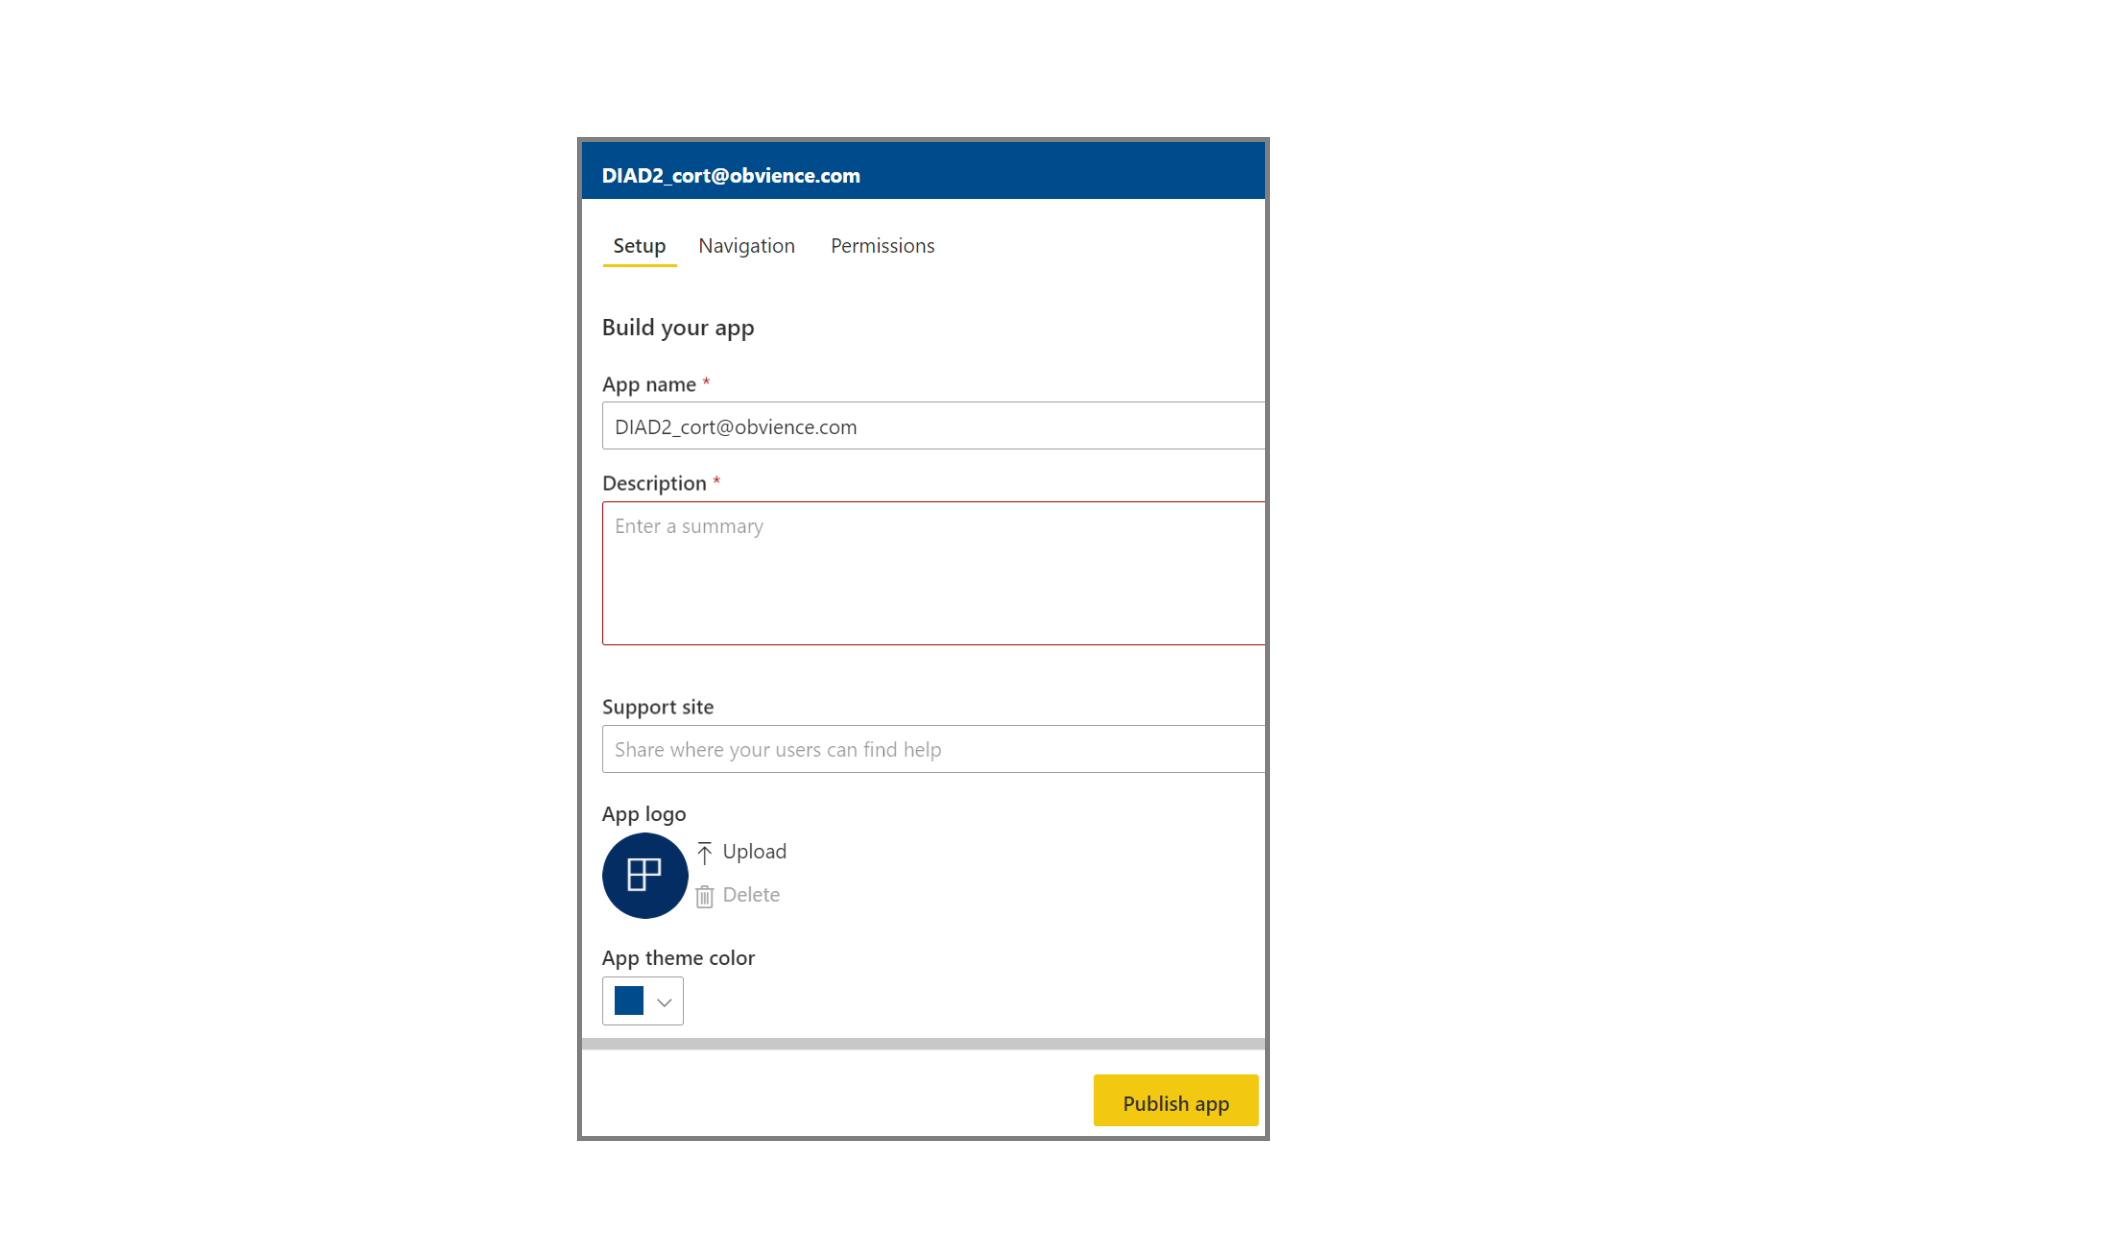 DIAD2_cort@obvience.com
Setup Navigation Permissions
Build your app
App name *
DIAD2_cort@obvience.com
Description *
Enter a summary
Support site
Share where your users can find help
App logo
Upload
Delete
App theme color
Publish app